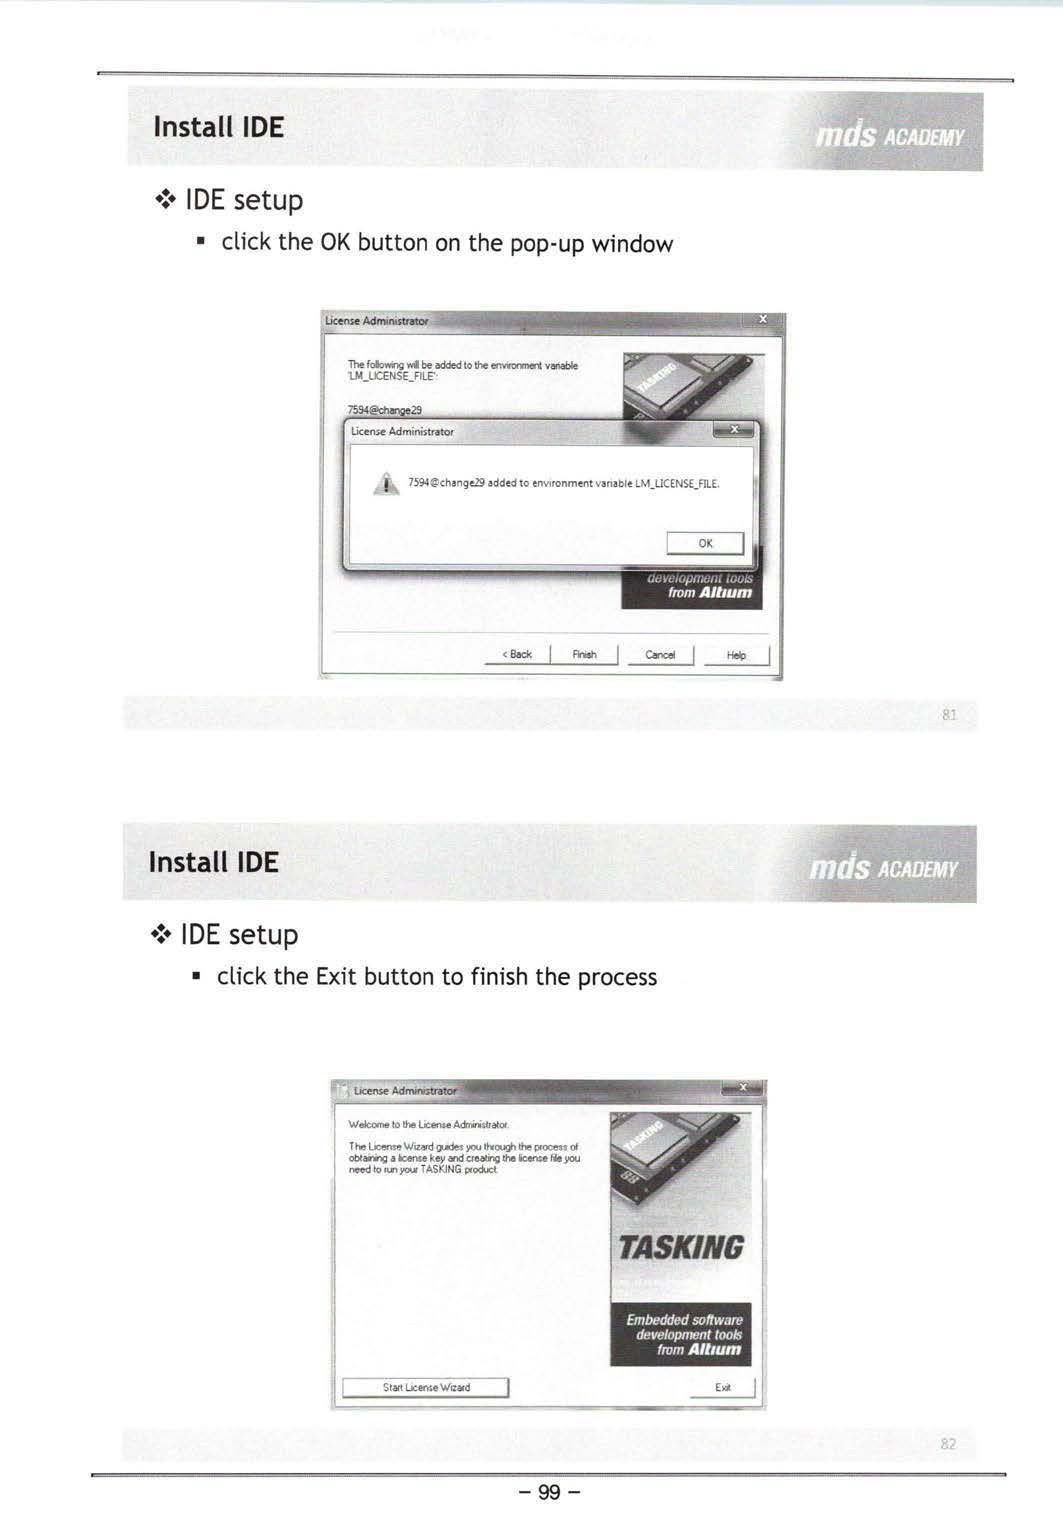 Install IDE
mds ACADEMY
❖ IDE setup
▪ click the OK button on the pop-up window
License Administrator
X
The following will be added to the environment variable
'LM_LICENSE_FILE':
TASKING
7594@change29
License Administrator
X
7594@change29 added to environment variable LM_LICENSE_FILE.
OK
development tools
from Altium
< Back
Finish
Cancel
Help
81
Install IDE
mds ACADEMY
❖ IDE setup
▪ click the Exit button to finish the process
License Administrator
X
Welcome to the License Administrator.
The License Wizard guides you through the process of
obtaining a license key and creating the license file you
need to run your TASKING product.
TASKING
TASKING
Embedded software
development tools
from Altium
Start License Wizard
Exit
82
- 99 -